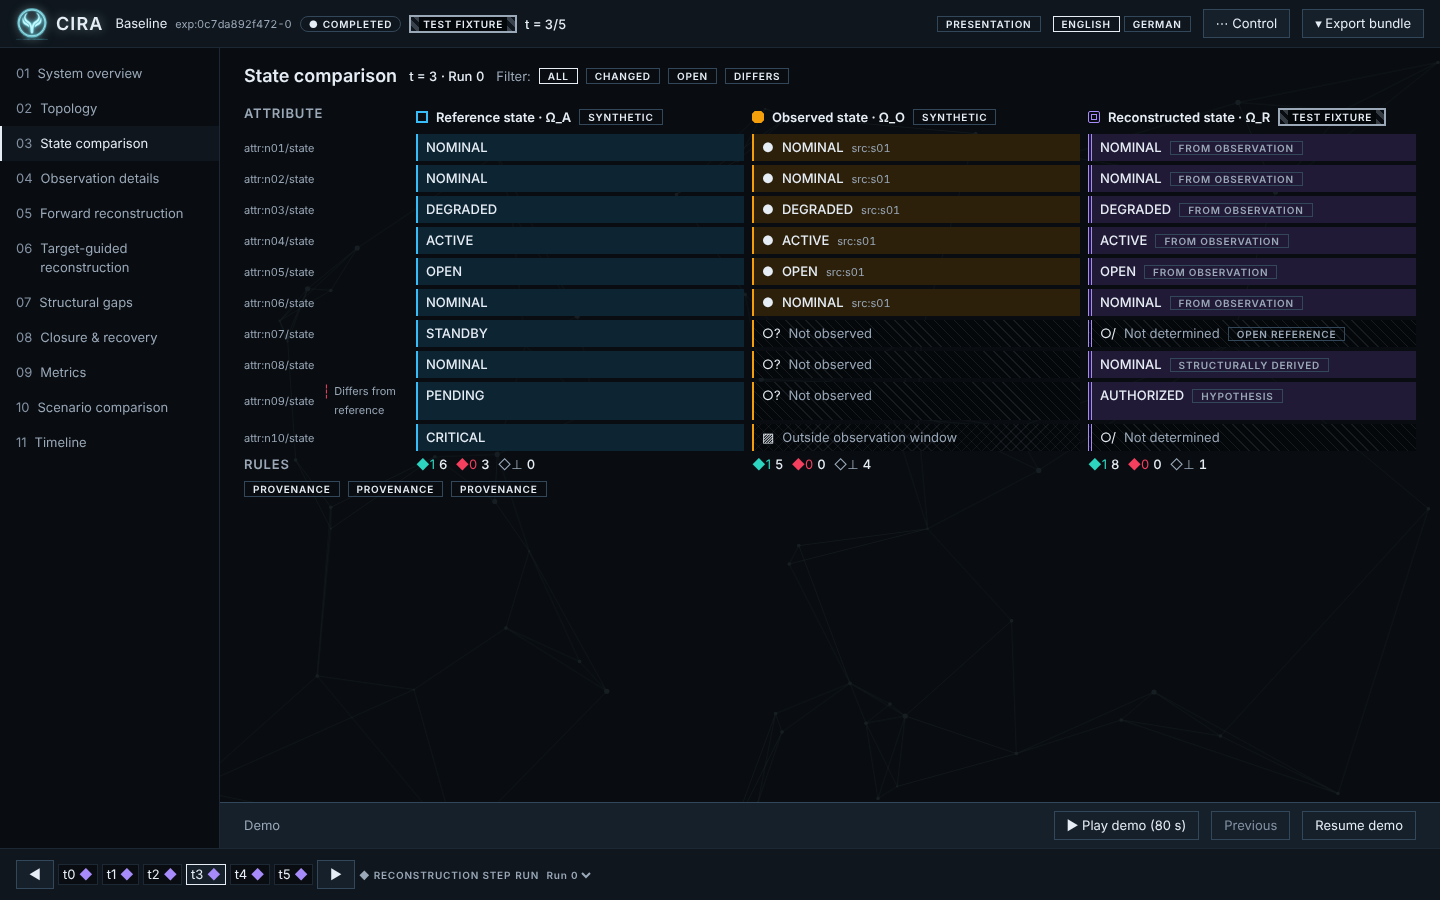 CIRA Baseline exp:0c7da892f472-0 ● COMPLETED TEST FIXTURE t = 3/5 PRESENTATION ENGLISH GERMAN ··· Control ▾ Export bundle
01 System overview
02 Topology
03 State comparison
04 Observation details
05 Forward reconstruction
06 Target-guided
reconstruction
07 Structural gaps
08 Closure & recovery
09 Metrics
10 Scenario comparison
11 Timeline
State comparison t = 3 · Run 0 Filter: ALL CHANGED OPEN DIFFERS
ATTRIBUTE Reference state · Ω_A SYNTHETIC Observed state · Ω_O SYNTHETIC Reconstructed state · Ω_R TEST FIXTURE
attr:n01/state NOMINAL ● NOMINAL src:s01 NOMINAL FROM OBSERVATION
attr:n02/state NOMINAL ● NOMINAL src:s01 NOMINAL FROM OBSERVATION
attr:n03/state DEGRADED ● DEGRADED src:s01 DEGRADED FROM OBSERVATION
attr:n04/state ACTIVE ● ACTIVE src:s01 ACTIVE FROM OBSERVATION
attr:n05/state OPEN ● OPEN src:s01 OPEN FROM OBSERVATION
attr:n06/state NOMINAL ● NOMINAL src:s01 NOMINAL FROM OBSERVATION
attr:n07/state STANDBY ○? Not observed ○/ Not determined OPEN REFERENCE
attr:n08/state NOMINAL ○? Not observed NOMINAL STRUCTURALLY DERIVED
attr:n09/state Differs from
reference PENDING ○? Not observed AUTHORIZED HYPOTHESIS
attr:n10/state CRITICAL ▨ Outside observation window ○/ Not determined
RULES ◆1 6 ◆0 3 ◇⊥ 0 ◆1 5 ◆0 0 ◇⊥ 4 ◆1 8 ◆0 0 ◇⊥ 1
PROVENANCE PROVENANCE PROVENANCE
Demo ▶ Play demo (80 s) Previous Resume demo
◀ t0 ◆ t1 ◆ t2 ◆ t3 ◆ t4 ◆ t5 ◆ ▶ ◆ RECONSTRUCTION STEP RUN Run 0